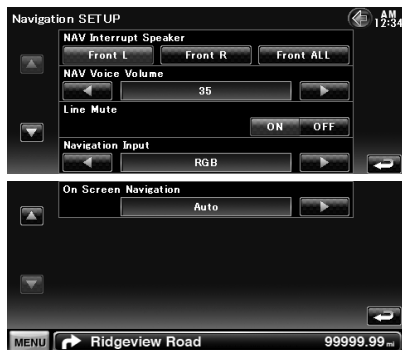 Navigation SETUP
AM
12:34
NAV Interrupt Speaker
Front L Front R Front ALL
NAV Voice Volume
35
Line Mute
ON OFF
Navigation Input
RGB
On Screen Navigation
Auto
MENU Ridgeview Road 99999.99 mi